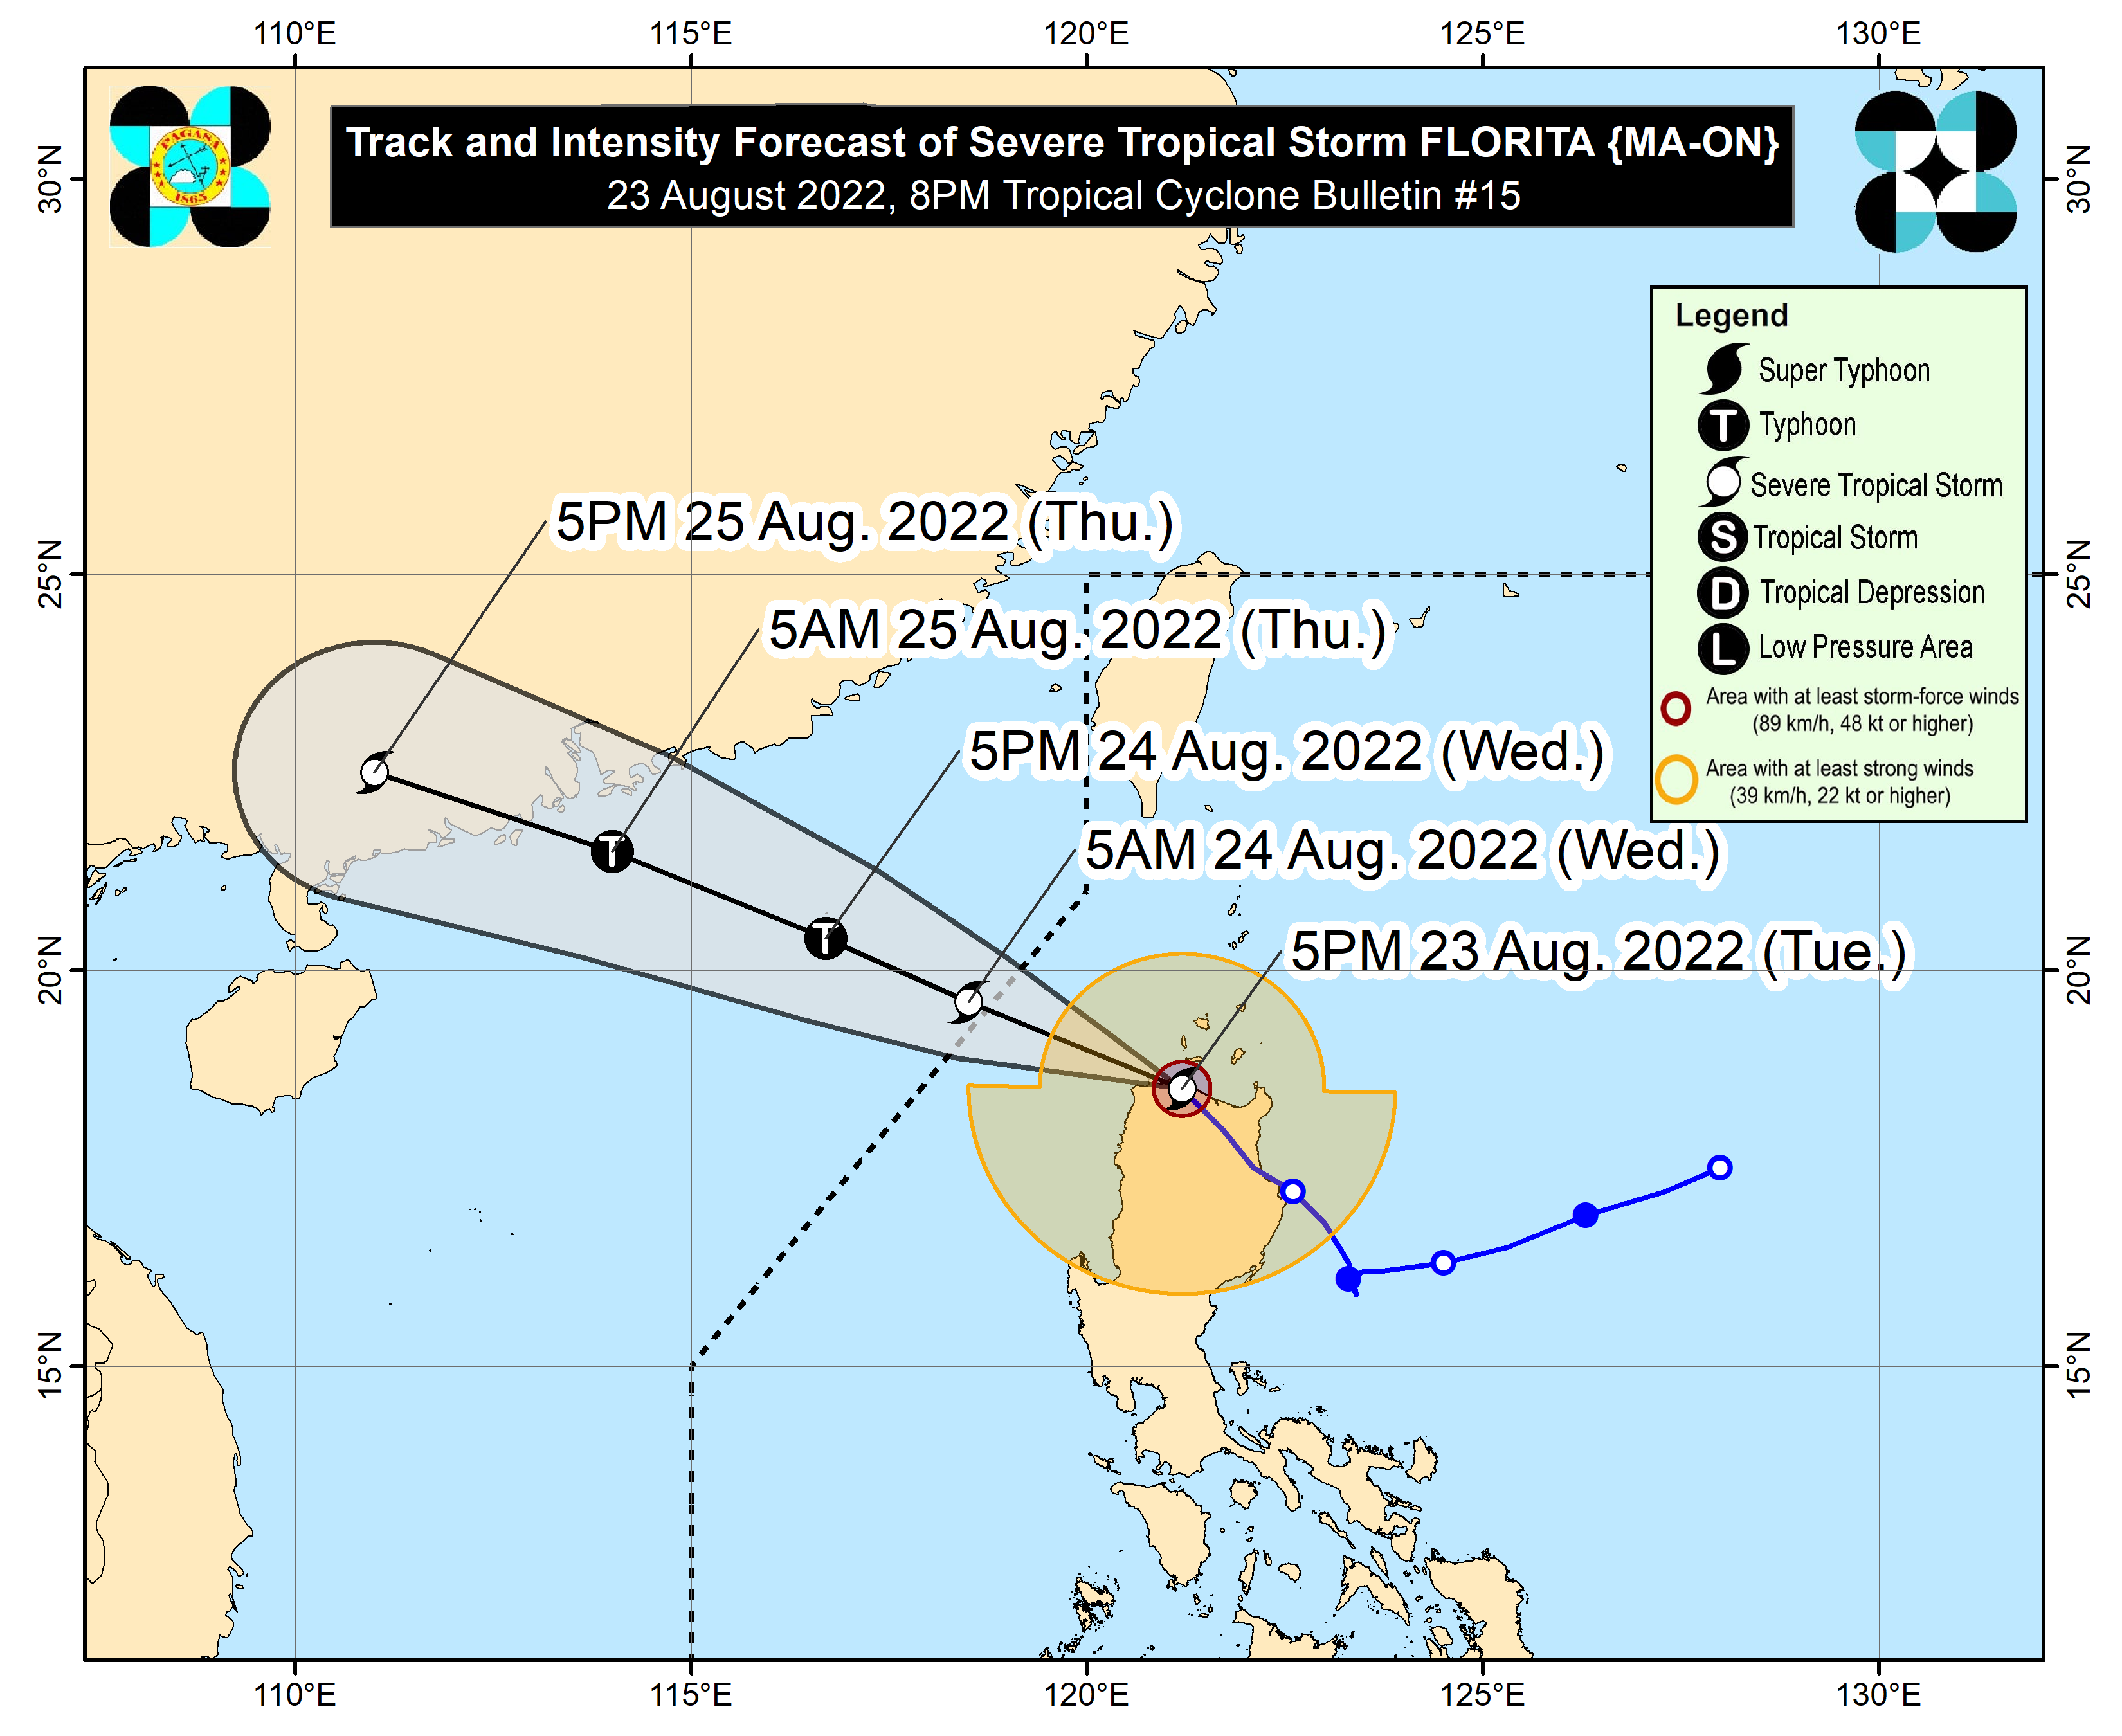 110°E 115°E 120°E 125°E 130°E
PAGASA
1865
Track and Intensity Forecast of Severe Tropical Storm FLORITA {MA-ON}
23 August 2022, 8PM Tropical Cyclone Bulletin #15
30°N 30°N
Legend
Super Typhoon
T Typhoon
Severe Tropical Storm
S Tropical Storm
D Tropical Depression
L Low Pressure Area
Area with at least storm-force winds
(89 km/h, 48 kt or higher)
Area with at least strong winds
(39 km/h, 22 kt or higher)
5PM 25 Aug. 2022 (Thu.)
25°N 25°N
5AM 25 Aug. 2022 (Thu.)
5PM 24 Aug. 2022 (Wed.)
T
5AM 24 Aug. 2022 (Wed.)
T
5PM 23 Aug. 2022 (Tue.)
20°N 20°N
15°N 15°N
110°E 115°E 120°E 125°E 130°E